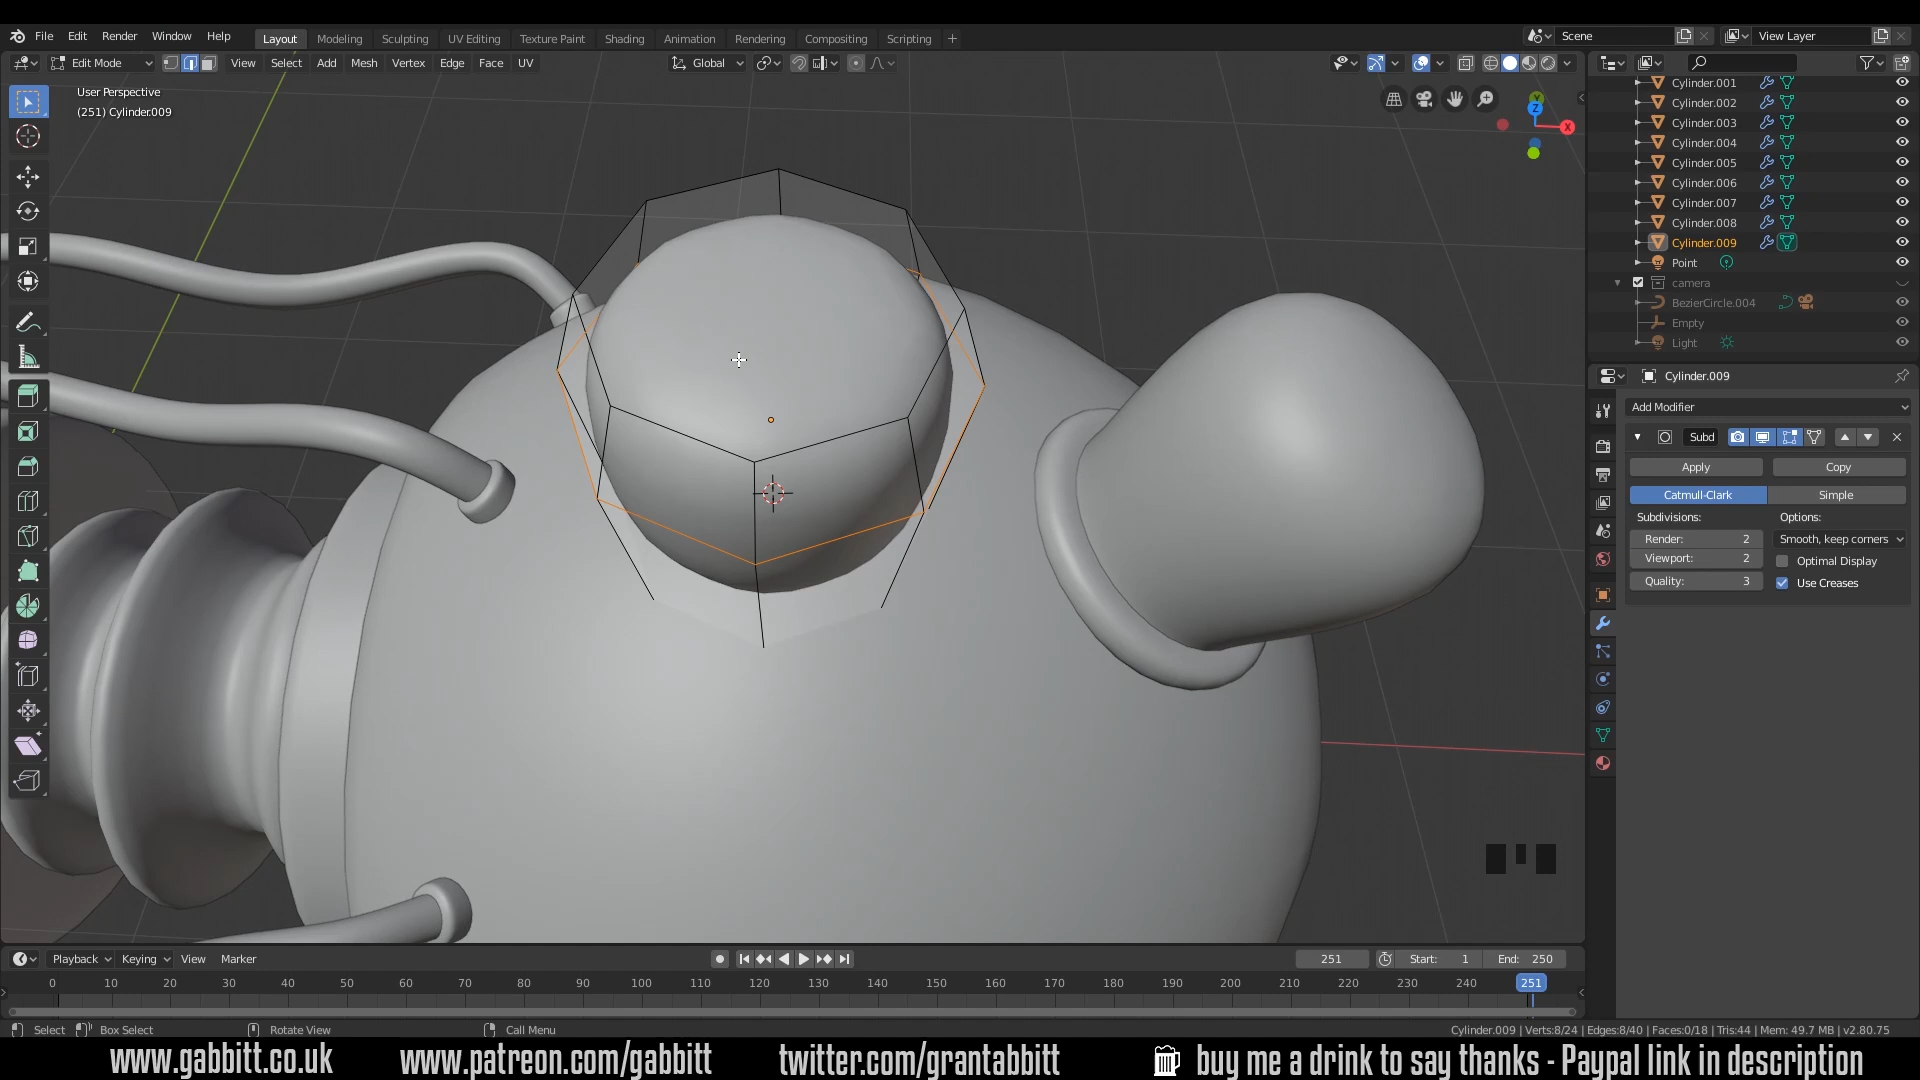 File Edit Render Window Help Layout Modeling Sculpting UV Editing Texture Paint Shading Animation Rendering Compositing Scripting + Scene View Layer
Edit Mode View Select Add Mesh Vertex Edge Face UV Global
User Perspective
(251) Cylinder.009
Z
X
Cylinder.001
Cylinder.002
Cylinder.003
Cylinder.004
Cylinder.005
Cylinder.006
Cylinder.007
Cylinder.008
Cylinder.009
Point
camera
BezierCircle.004
Empty
Light
Cylinder.009
Add Modifier
Subd
Apply Copy
Catmull-Clark Simple
Subdivisions: Options:
Render: 2 Smooth, keep corners
Viewport: 2 Optimal Display
Quality: 3 Use Creases
Playback Keying View Marker 251 Start: 1 End: 250
0 10 20 30 40 50 60 70 80 90 100 110 120 130 140 150 160 170 180 190 200 210 220 230 240 251
Select Box Select Rotate View Call Menu Cylinder.009 | Verts:8/24 | Edges:8/40 | Faces:0/18 | Tris:44 | Mem: 49.7 MB | v2.80.75
www.gabbitt.co.uk www.patreon.com/gabbitt twitter.com/grantabbitt buy me a drink to say thanks - Paypal link in description